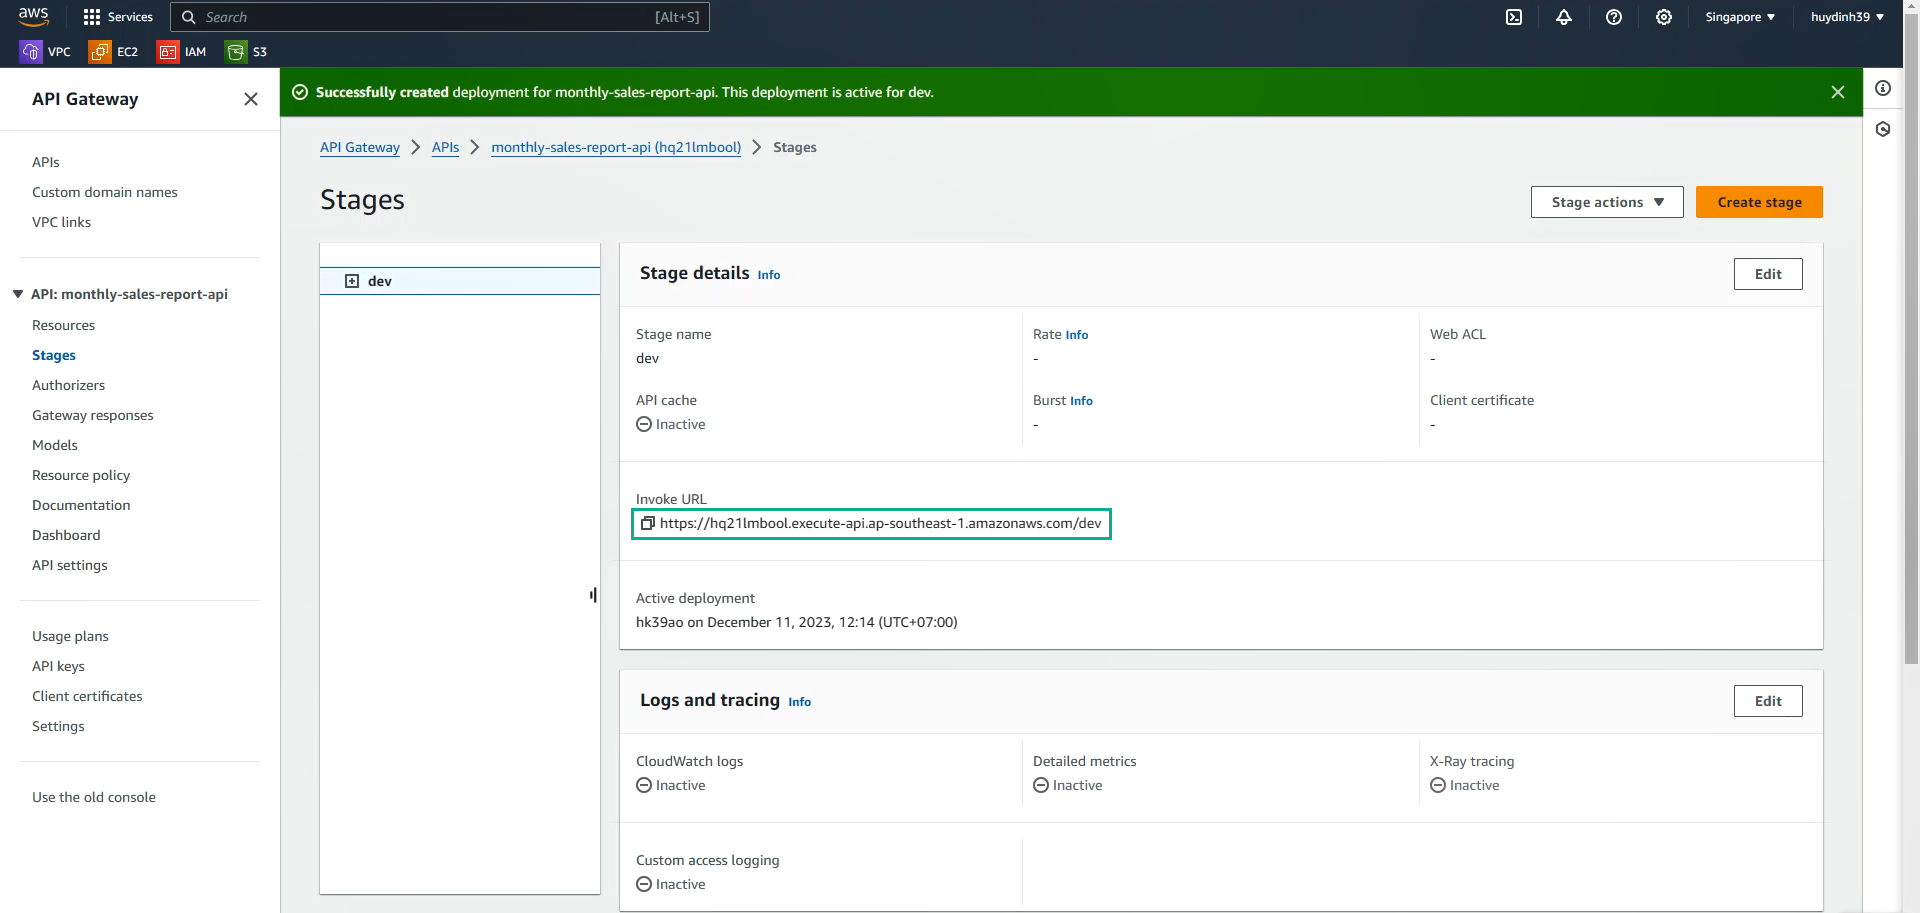 aws
Services
Search
[Alt+S]
Singapore
huydinh39
VPC
EC2
IAM
S3
API Gateway
APIs
Custom domain names
VPC links
API: monthly-sales-report-api
Resources
Stages
Authorizers
Gateway responses
Models
Resource policy
Documentation
Dashboard
API settings
Usage plans
API keys
Client certificates
Settings
Use the old console
Successfully created deployment for monthly-sales-report-api. This deployment is active for dev.
API Gateway > APIs > monthly-sales-report-api (hq21lmbool) > Stages
Stages
Stage actions
Create stage
dev
Stage details Info
Edit
Stage name
dev
Rate Info
-
Web ACL
-
API cache
Inactive
Burst Info
-
Client certificate
-
Invoke URL
https://hq21lmbool.execute-api.ap-southeast-1.amazonaws.com/dev
Active deployment
hk39ao on December 11, 2023, 12:14 (UTC+07:00)
Logs and tracing Info
Edit
CloudWatch logs
Inactive
Detailed metrics
Inactive
X-Ray tracing
Inactive
Custom access logging
Inactive